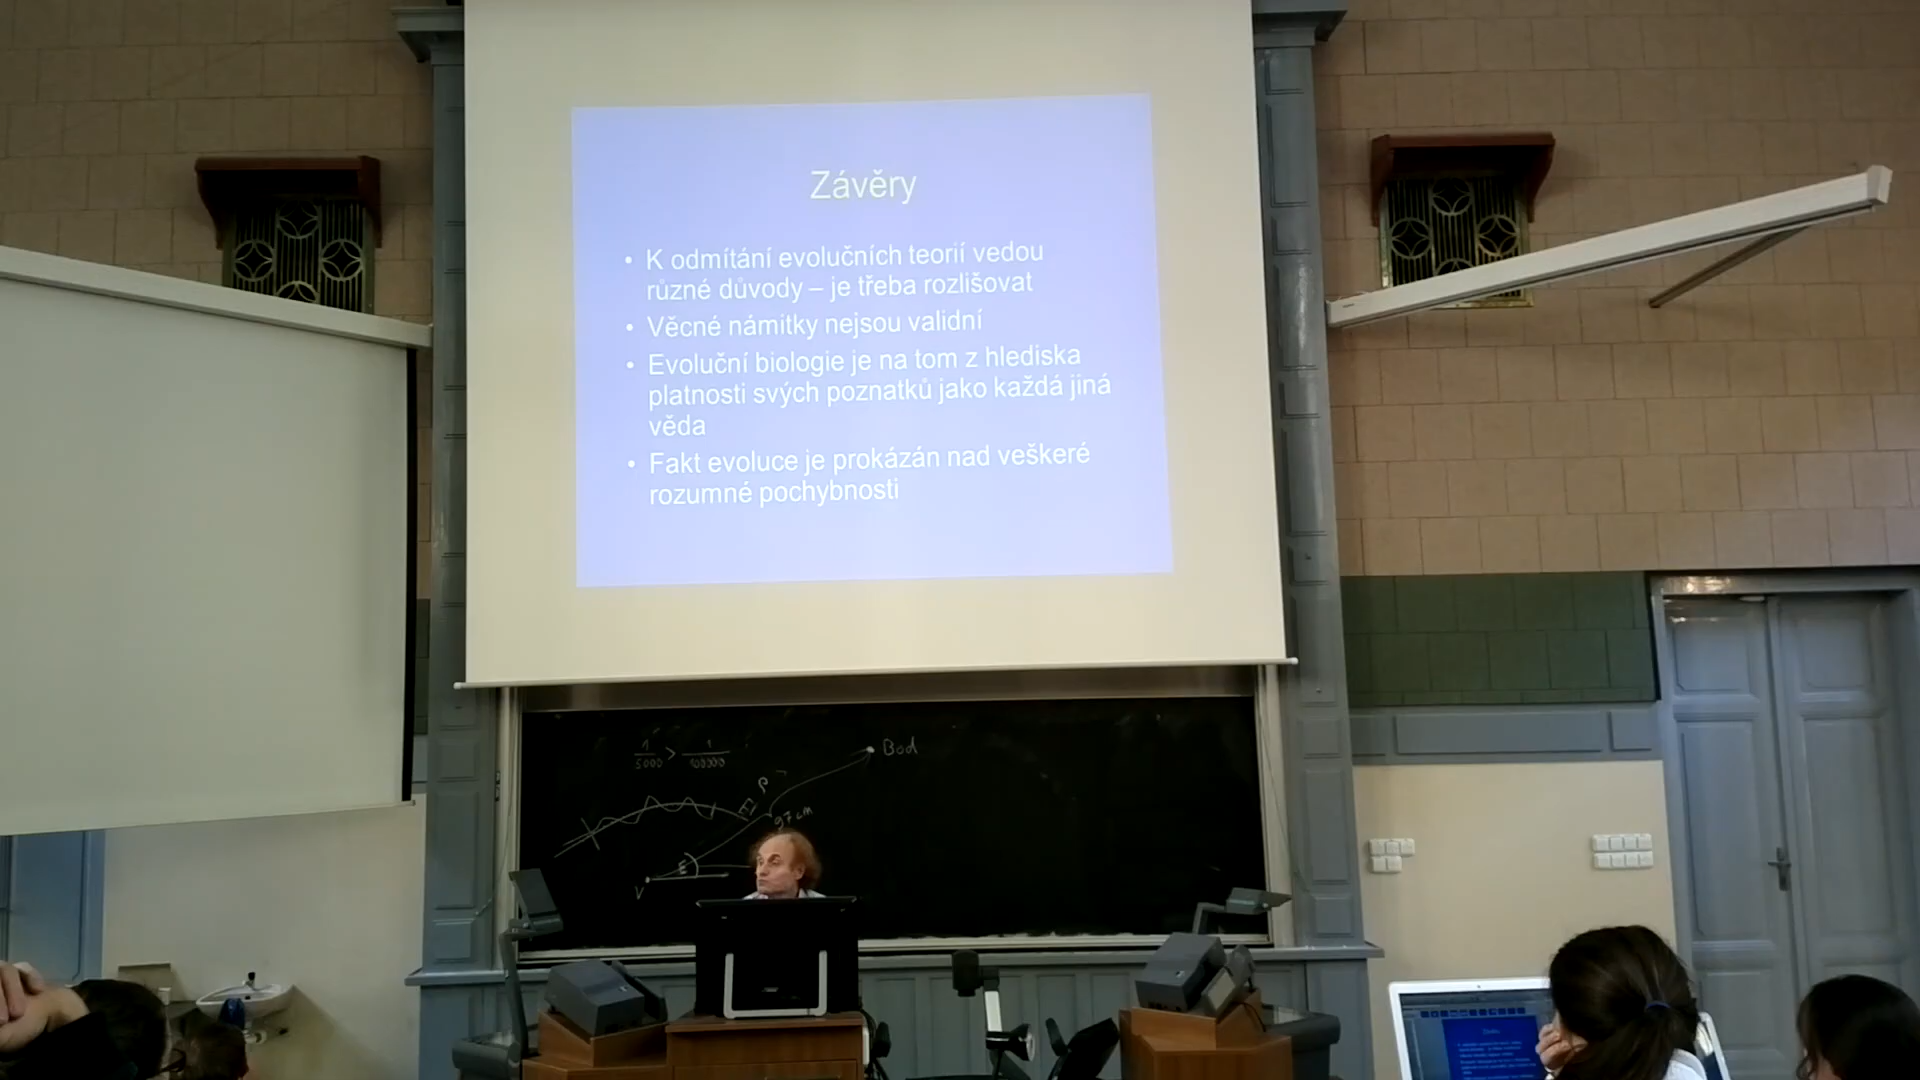 Závěry
• K odmítání evolučních teorií vedou
různé důvody – je třeba rozlišovat
• Věcné námitky nejsou validní
• Evoluční biologie je na tom z hlediska
platnosti svých poznatků jako každá jiná
věda
• Fakt evoluce je prokázán nad veškeré
rozumné pochybnosti
1/5000 > 1/100000
Bod
97 cm
V